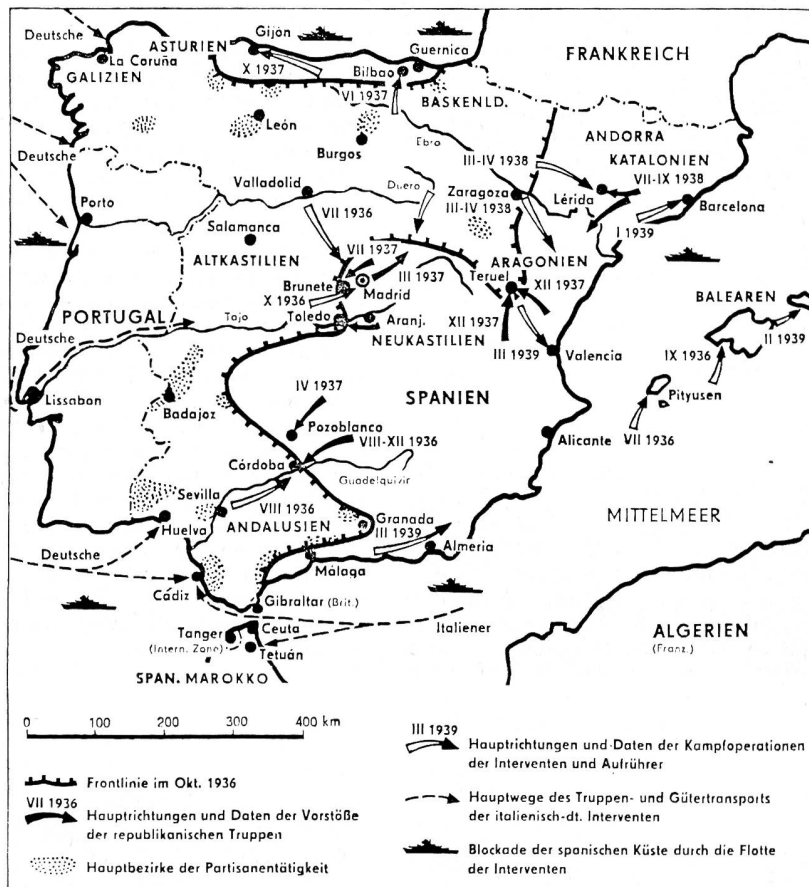 Deutsche
Gijón
ASTURIEN
La Coruña
GALIZIEN
X 1937
Bilbao
Guernica
FRANKREICH
VI 1937
BASKENLD.
León
Burgos
Ebro
ANDORRA
KATALONIEN
Deutsche
III-IV 1938
VII-IX 1938
Porto
Valladolid
Duero
Zaragoza
III-IV 1938
Lérida
Barcelona
VII 1936
I 1939
Salamanca
ALTKASTILIEN
VII 1937
III 1937
ARAGONIEN
Teruel
XII 1937
Brunete
X 1936
Madrid
BALEAREN
PORTUGAL
Tajo
Toledo
Aranj.
NEUKASTILIEN
XII 1937
III 1939
Valencia
II 1939
IX 1936
Deutsche
Lissabon
Badajoz
IV 1937
SPANIEN
Pityusen
Pozoblanco
VII 1936
VIII-XII 1936
Alicante
Córdoba
Guadelquivir
Sevilla
VIII 1936
ANDALUSIEN
Huelva
Granada
III 1939
MITTELMEER
Deutsche
Almeria
Málaga
Cádiz
Gibraltar (Brit.)
Ceuta
Italiener
Tanger
(Intern. Zone)
Tetuán
ALGERIEN
(Franz.)
SPAN. MAROKKO
0 100 200 300 400 km
Frontlinie im Okt. 1936
VII 1936
Hauptrichtungen und Daten der Vorstöße
der republikanischen Truppen
Hauptbezirke der Partisanentätigkeit
III 1939
Hauptrichtungen und Daten der Kampfoperationen
der Interventen und Aufrührer
Hauptwege des Truppen- und Gütertransports
der italienisch-dt. Interventen
Blockade der spanischen Küste durch die Flotte
der Interventen